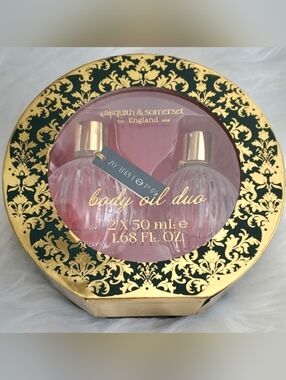 asquith & somerset
England
body oil duo
2 X 50 mL e
1.68 FL. OZ